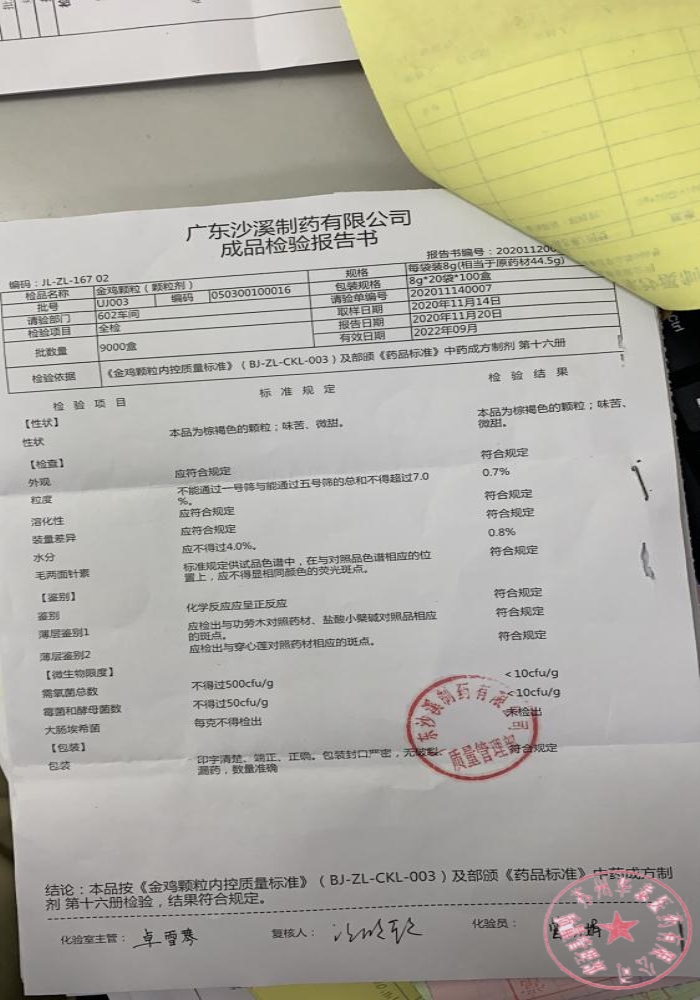 广东沙溪制药有限公司
成品检验报告书
编码：JL-ZL-167 02
报告书编号：20201120
检品名称 金鸡颗粒（颗粒剂） 规格 每袋装8g(相当于原药材44.5g)
批号 UJ003 编码 050300100016 包装规格 8g*20袋*100盒
请验部门 602车间 请验单编号 202011140007
检验项目 全检 取样日期 2020年11月14日
报告日期 2020年11月20日
批数量 9000盒 有效日期 2022年09月
检验依据 《金鸡颗粒内控质量标准》（BJ-ZL-CKL-003）及部颁《药品标准》中药成方制剂 第十六册
检 验 项 目 标 准 规 定 检 验 结 果
【性状】
性状 本品为棕褐色的颗粒；味苦、微甜。 本品为棕褐色的颗粒；味苦、
微甜。
【检查】
外观 应符合规定 符合规定
粒度 不能通过一号筛与能通过五号筛的总和不得超过7.0 0.7%
%。
溶化性 应符合规定 符合规定
装量差异 应符合规定 符合规定
水分 应不得过4.0%。 0.8%
毛两面针素 标准规定供试品色谱中，在与对照品色谱相应的位 符合规定
置上，应不得显相同颜色的荧光斑点。
【鉴别】
鉴别 化学反应应呈正反应 符合规定
薄层鉴别1 应检出与功劳木对照药材、盐酸小檗碱对照品相应 符合规定
的斑点。
薄层鉴别2 应检出与穿心莲对照药材相应的斑点。 符合规定
【微生物限度】
需氧菌总数 不得过500cfu/g ＜10cfu/g
霉菌和酵母菌数 不得过50cfu/g ＜10cfu/g
大肠埃希菌 每克不得检出 未检出
【包装】
包装 印字清楚、端正、正确。包装封口严密，无破裂 符合规定
漏药，数量准确
东沙溪制药有限公司
质量管理部
结论：本品按《金鸡颗粒内控质量标准》（BJ-ZL-CKL-003）及部颁《药品标准》中药成方制
剂 第十六册检验，结果符合规定。
化验室主管： 卓雪 复核人： 化验员：